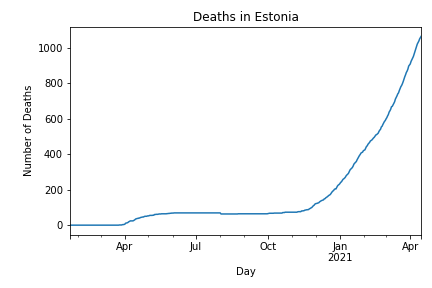 Deaths in Estonia
1000
800
600
400
200
0
Number of Deaths
Apr
Jul
Oct
Jan
2021
Apr
Day